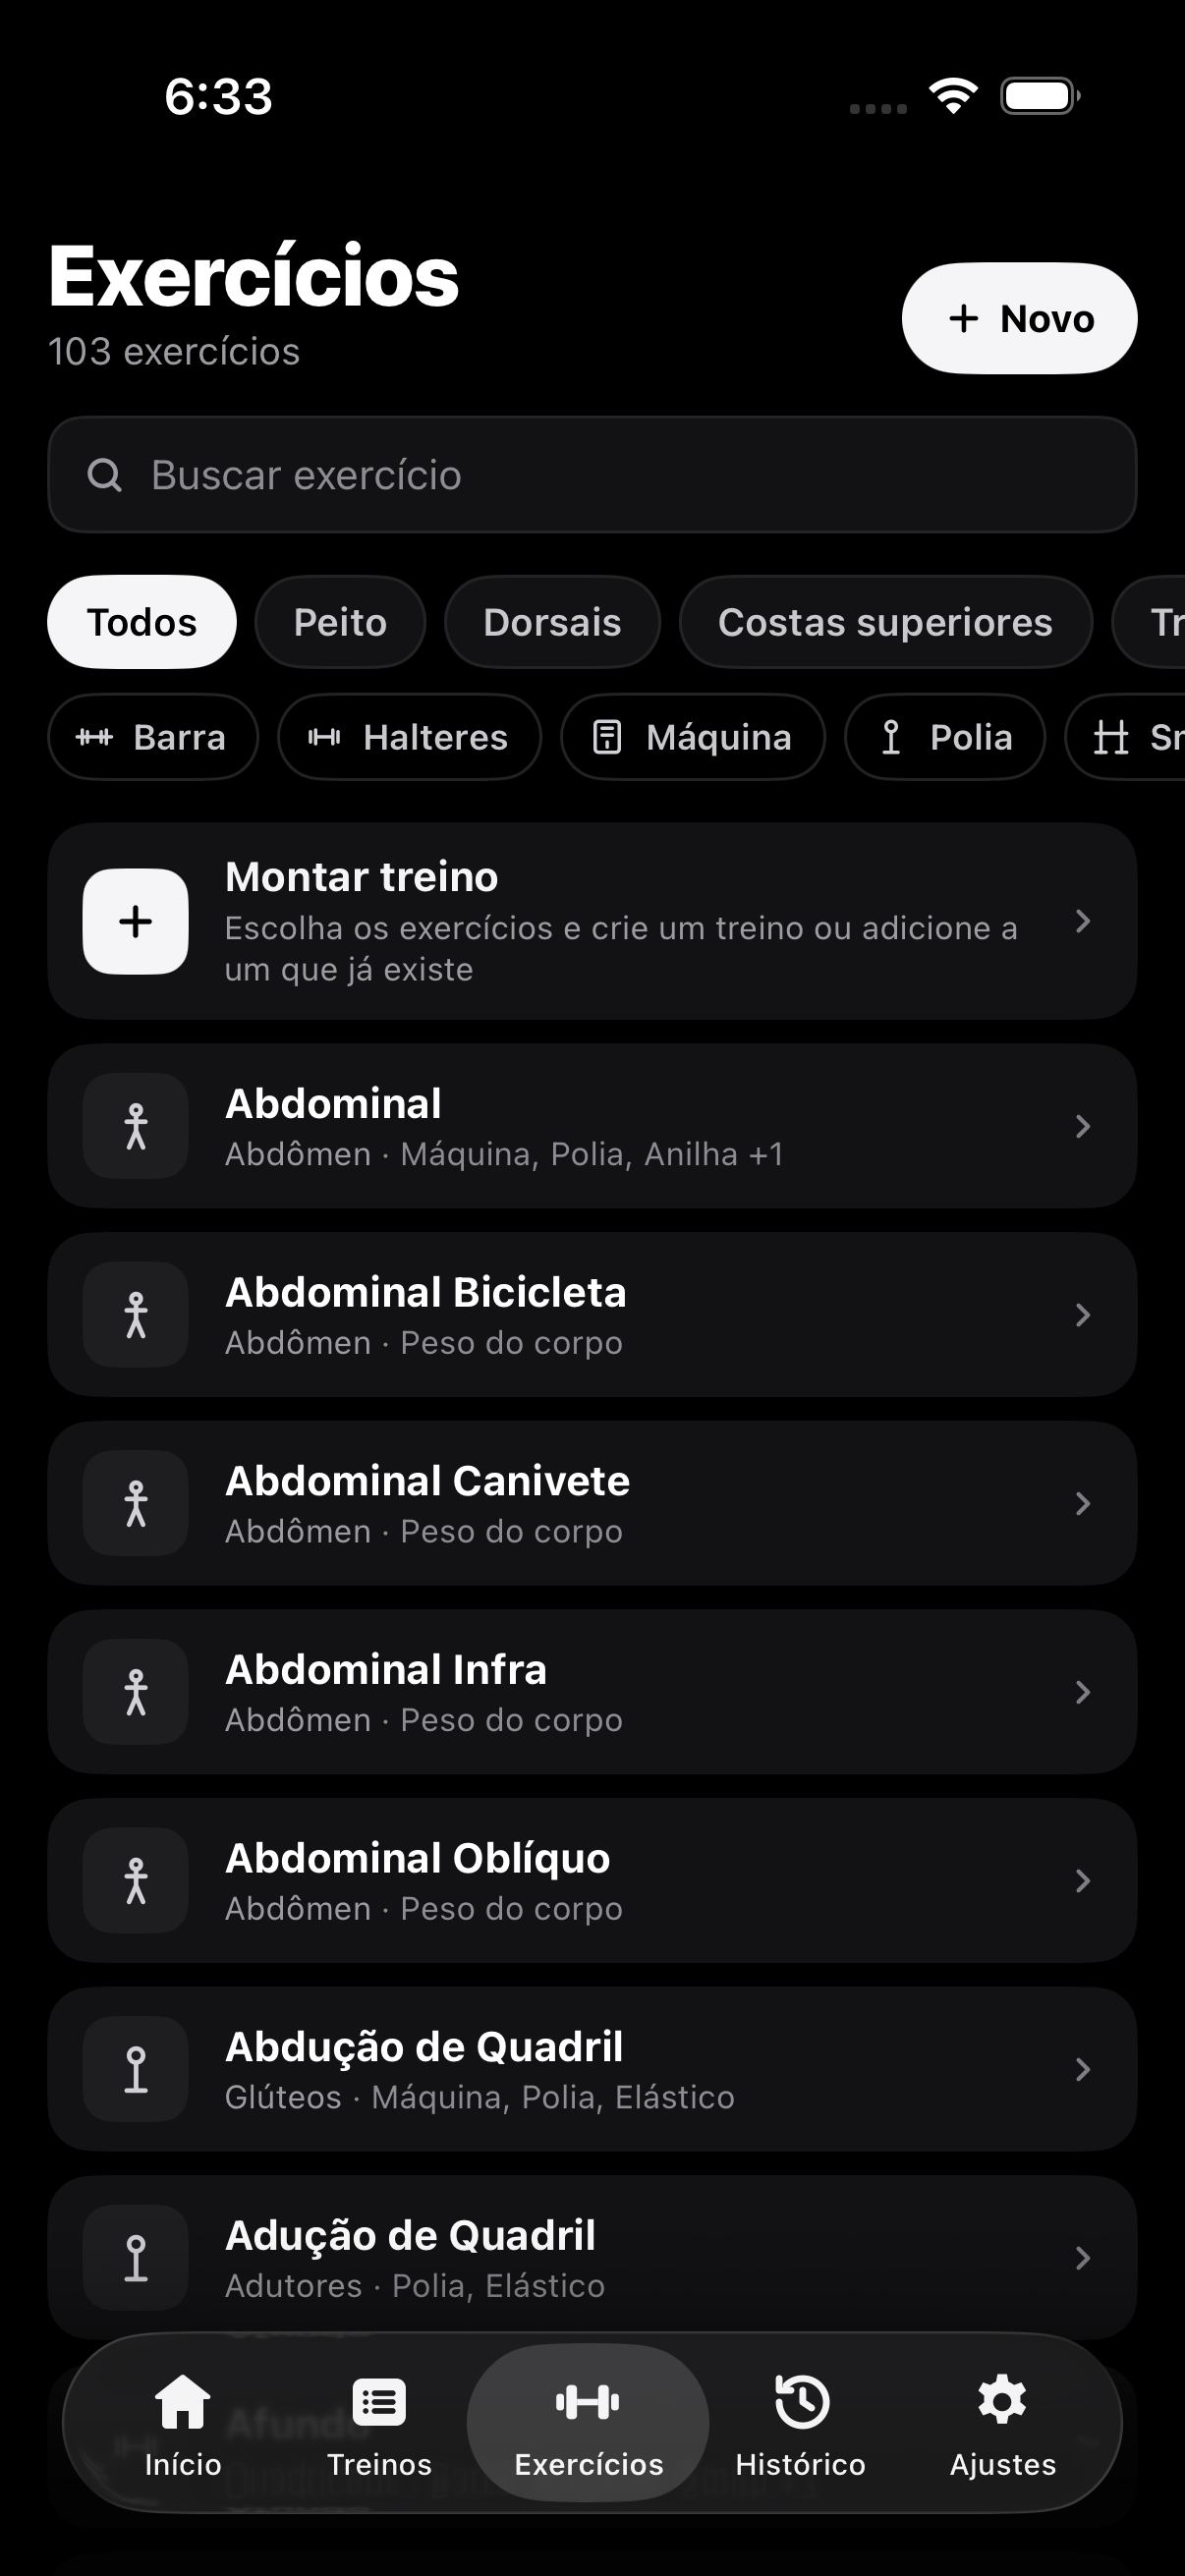 6:33
Exercícios
103 exercícios
+ Novo
Buscar exercício
Todos
Peito
Dorsais
Costas superiores
Tr
Barra
Halteres
Máquina
Polia
Montar treino
Escolha os exercícios e crie um treino ou adicione a
um que já existe
Abdominal
Abdômen · Máquina, Polia, Anilha +1
Abdominal Bicicleta
Abdômen · Peso do corpo
Abdominal Canivete
Abdômen · Peso do corpo
Abdominal Infra
Abdômen · Peso do corpo
Abdominal Oblíquo
Abdômen · Peso do corpo
Abdução de Quadril
Glúteos · Máquina, Polia, Elástico
Adução de Quadril
Adutores · Polia, Elástico
Afundo
Início
Treinos
Exercícios
Histórico
Ajustes